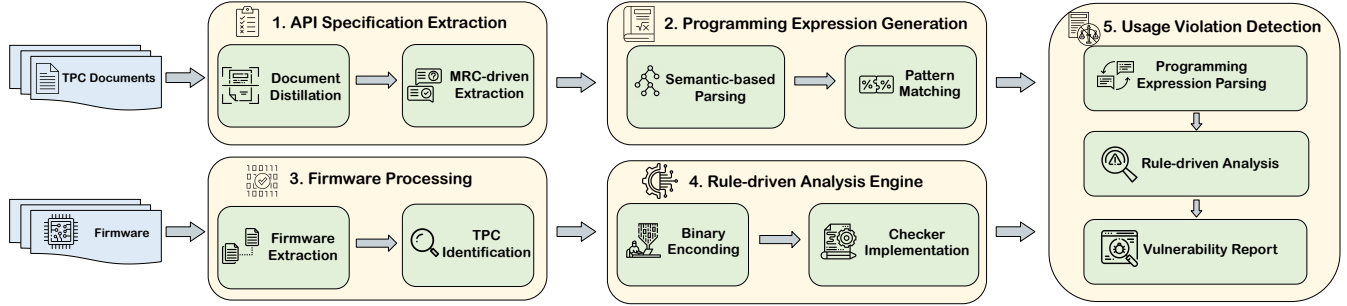 1. API Specification Extraction
TPC Documents
Document
Distillation
MRC-driven
Extraction
2. Programming Expression Generation
Semantic-based
Parsing
Pattern
Matching
3. Firmware Processing
100111
100111
Firmware
Firmware
Extraction
TPC
Identification
4. Rule-driven Analysis Engine
Binary
Enconding
Checker
Implementation
5. Usage Violation Detection
Programming
Expression Parsing
Rule-driven Analysis
Vulnerability Report